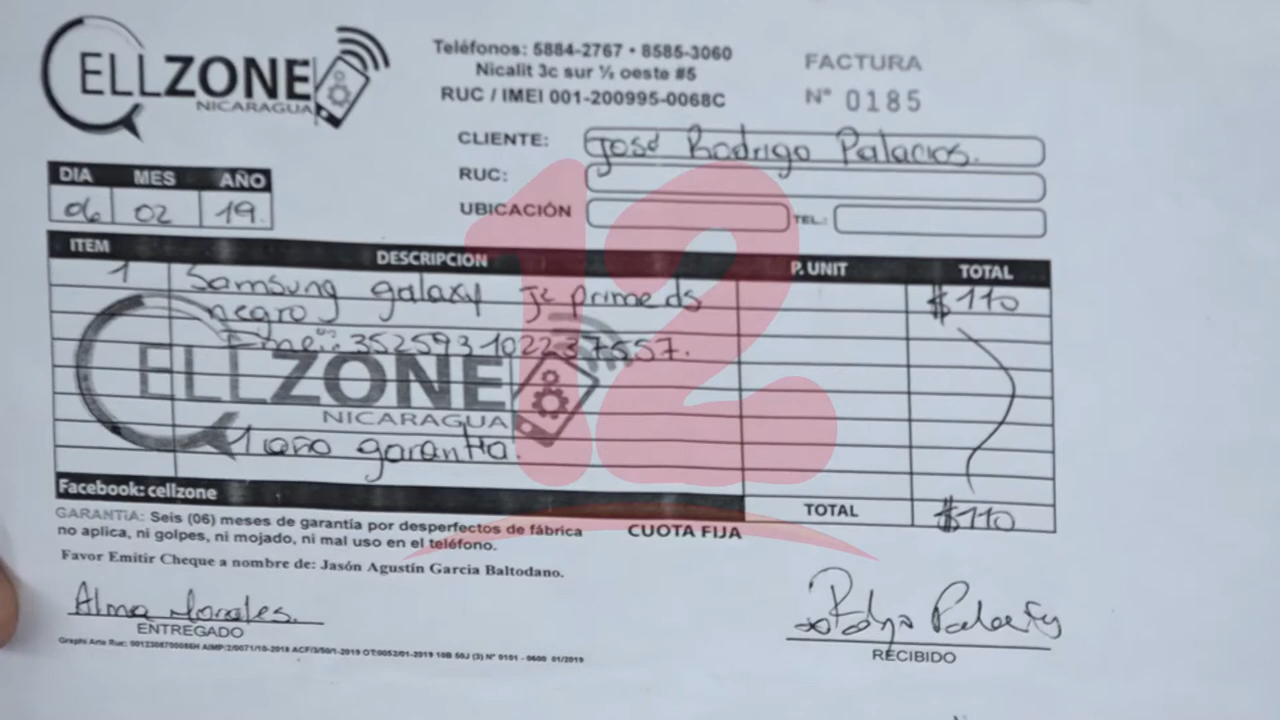 CELLZONE
NICARAGUA
Teléfonos: 5884-2767 • 8585-3060
Nicalit 3c sur ½ oeste #5
RUC / IMEI 001-200995-0068C
FACTURA
N° 0185
CLIENTE: José Rodrigo Palacios.
RUC:
UBICACIÓN
TEL.:
DIA MES AÑO
06 02 19.
ITEM DESCRIPCION P. UNIT TOTAL
1 Samsung galaxy J2 prime ds $110
negro
Imei: 352593102237557.
CELLZONE
NICARAGUA
1 año garantia.
12
Facebook: cellzone
TOTAL $110
GARANTIA: Seis (06) meses de garantía por desperfectos de fábrica
no aplica, ni golpes, ni mojado, ni mal uso en el teléfono.
CUOTA FIJA
Favor Emitir Cheque a nombre de: Jasón Agustín Garcia Baltodano.
Alma Morales.
ENTREGADO
RECIBIDO